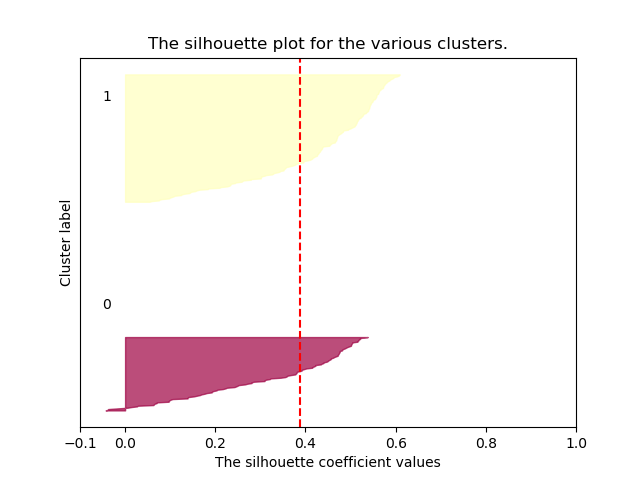 The silhouette plot for the various clusters.
1
0
Cluster label
−0.1 0.0 0.2 0.4 0.6 0.8 1.0
The silhouette coefficient values